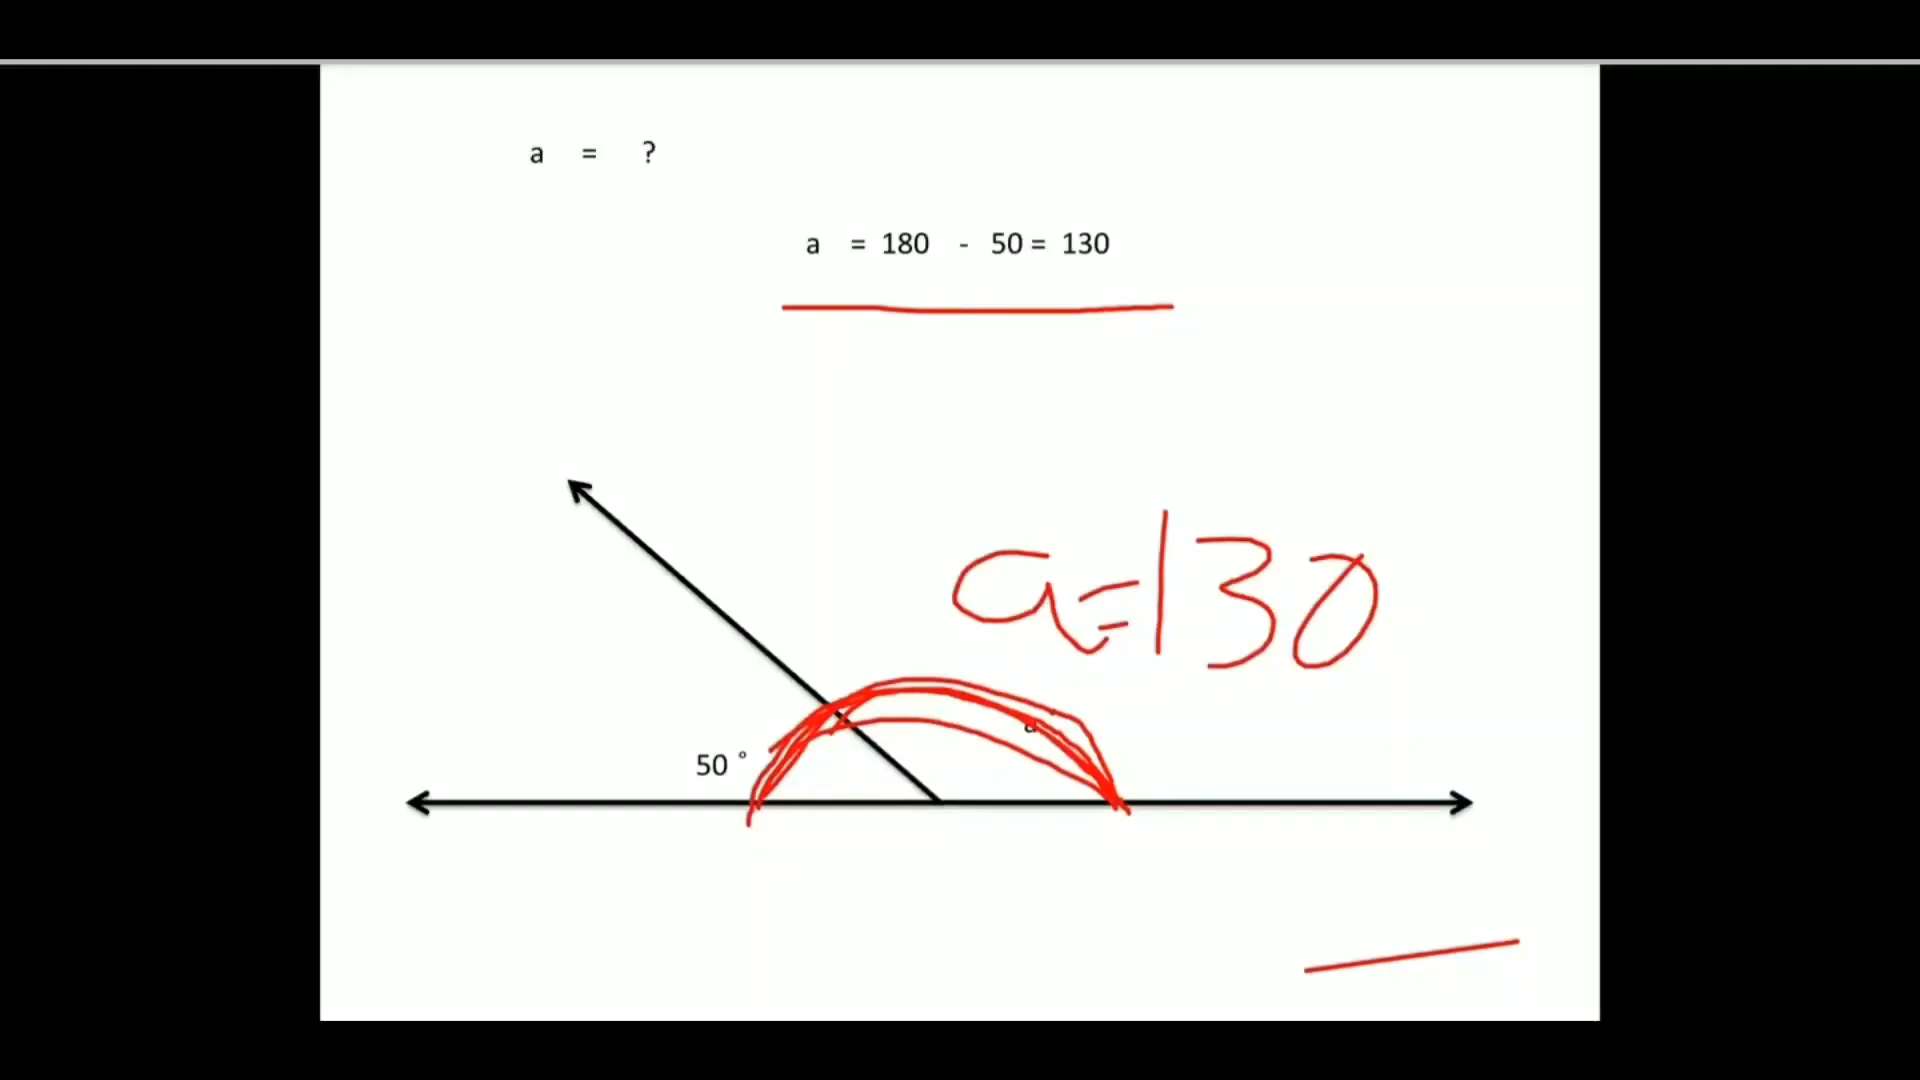 a = ?
a = 180 - 50 = 130
a=130
a
50 °